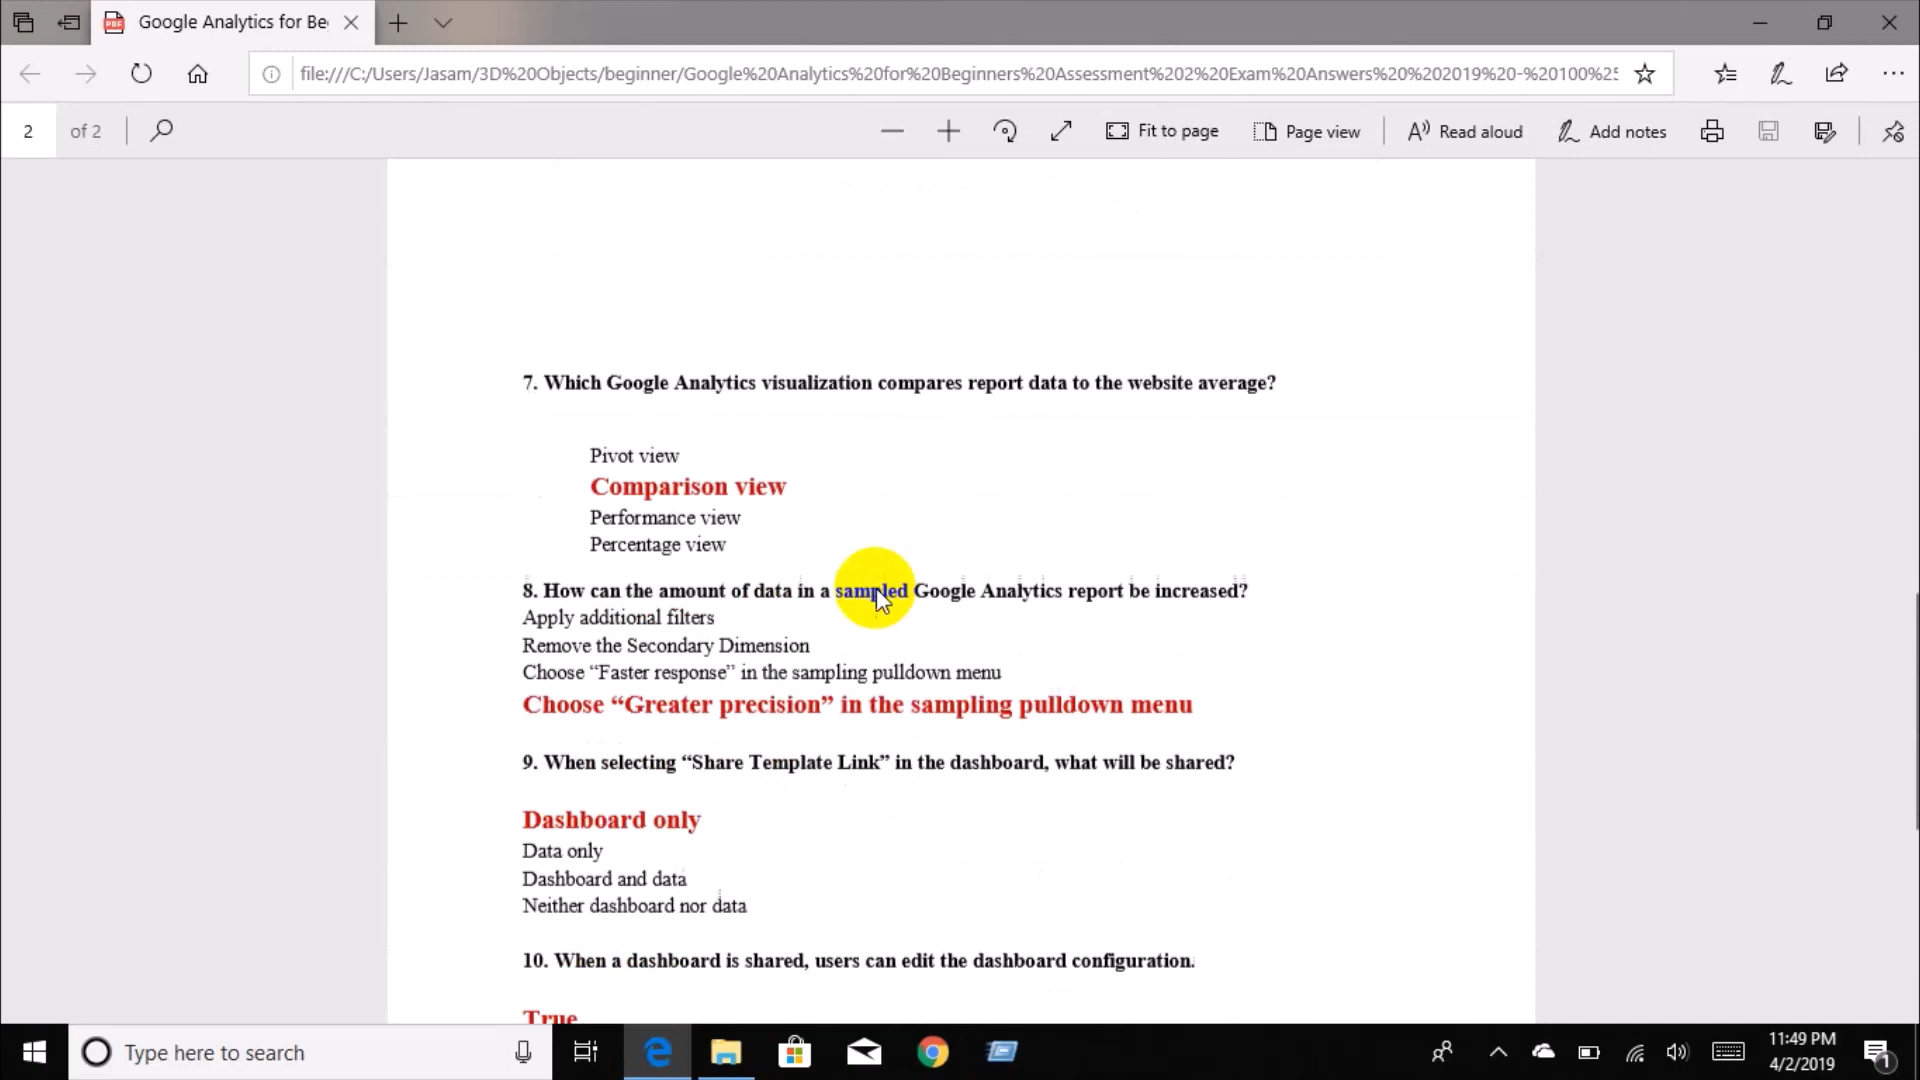 Google Analytics for Be
file:///C:/Users/Jasam/3D%20Objects/beginner/Google%20Analytics%20for%20Beginners%20Assessment%202%20Exam%20Answers%20%202019%20-%20100%25
2 of 2
Fit to page
Page view
Read aloud
Add notes
7. Which Google Analytics visualization compares report data to the website average?
Pivot view
Comparison view
Performance view
Percentage view
8. How can the amount of data in a sampled Google Analytics report be increased?
Apply additional filters
Remove the Secondary Dimension
Choose “Faster response” in the sampling pulldown menu
Choose “Greater precision” in the sampling pulldown menu
9. When selecting “Share Template Link” in the dashboard, what will be shared?
Dashboard only
Data only
Dashboard and data
Neither dashboard nor data
10. When a dashboard is shared, users can edit the dashboard configuration.
True
Type here to search
11:49 PM
4/2/2019
1